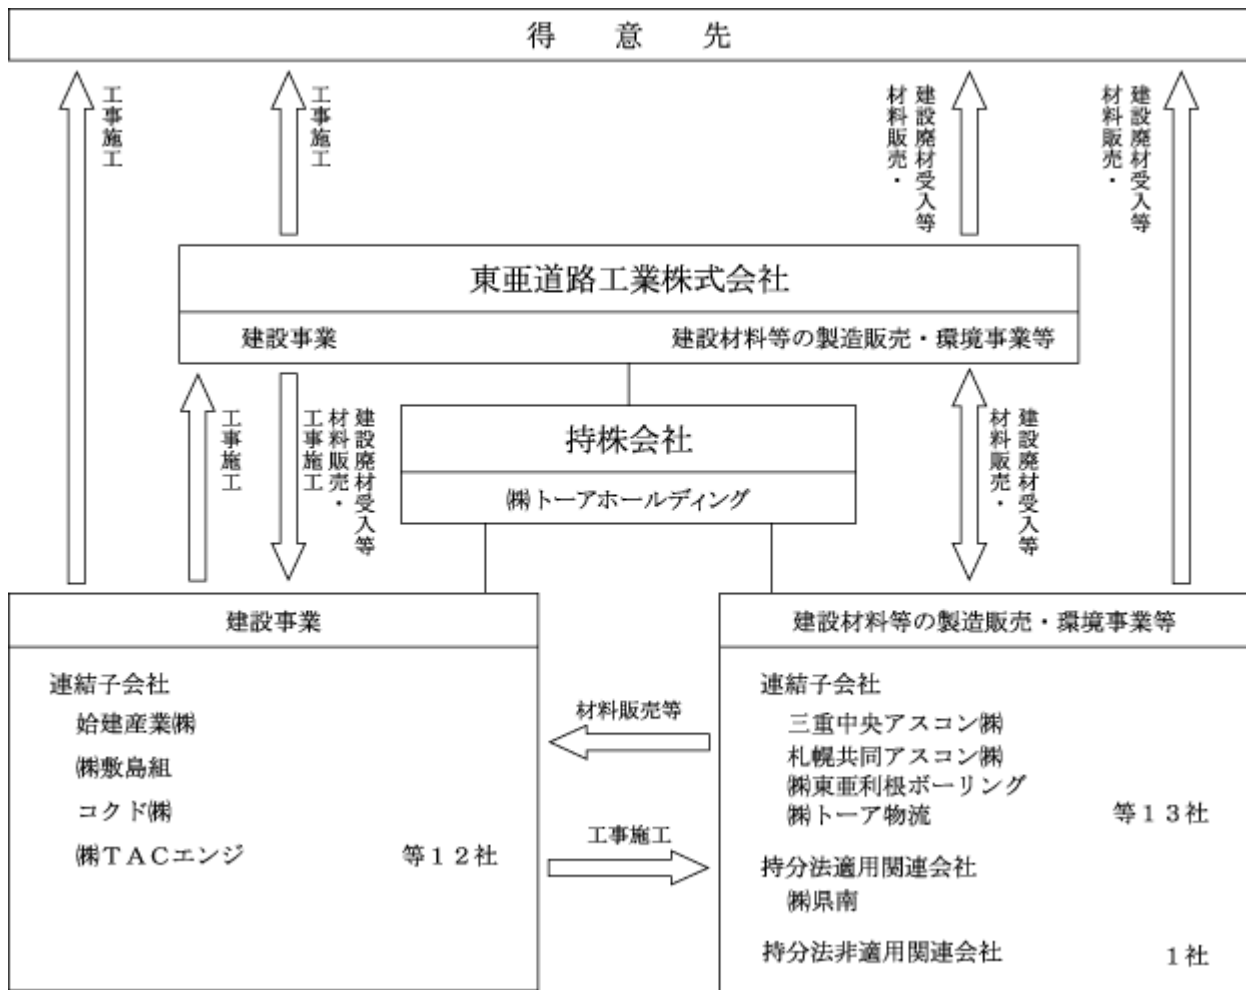 得意先
工事施工
工事施工
建設廃材受入等
材料販売・
建設廃材受入等
材料販売・
東亜道路工業株式会社
建設事業
建設材料等の製造販売・環境事業等
工事施工
建設廃材受入等
材料販売・
工事施工
持株会社
㈱トーアホールディング
建設廃材受入等
材料販売・
建設事業
連結子会社
姶建産業㈱
㈱敷島組
コクド㈱
㈱TACエンジ 等12社
材料販売等
工事施工
建設材料等の製造販売・環境事業等
連結子会社
三重中央アスコン㈱
札幌共同アスコン㈱
㈱東亜利根ボーリング
㈱トーア物流 等13社
持分法適用関連会社
㈱県南
持分法非適用関連会社 1社